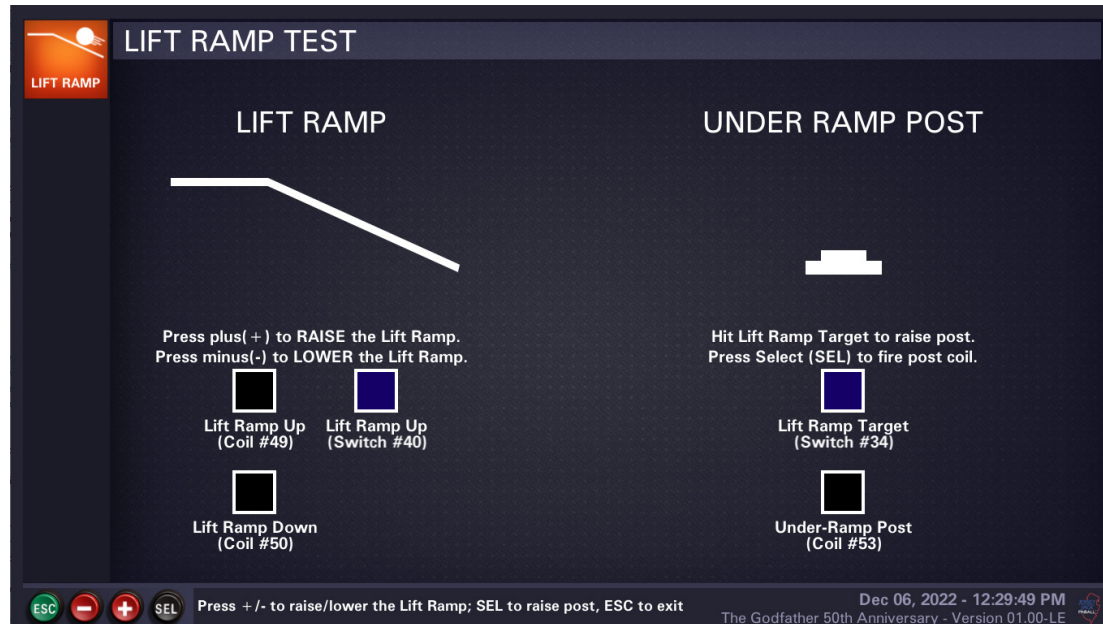 LIFT RAMP TEST
LIFT RAMP
LIFT RAMP
UNDER RAMP POST
Press plus(+) to RAISE the Lift Ramp.
Press minus(-) to LOWER the Lift Ramp.
Lift Ramp Up
(Coil #49)
Lift Ramp Up
(Switch #40)
Lift Ramp Down
(Coil #50)
Hit Lift Ramp Target to raise post.
Press Select (SEL) to fire post coil.
Lift Ramp Target
(Switch #34)
Under-Ramp Post
(Coil #53)
ESC - + SEL
Press +/- to raise/lower the Lift Ramp; SEL to raise post, ESC to exit
Dec 06, 2022 - 12:29:49 PM
The Godfather 50th Anniversary - Version 01.00-LE